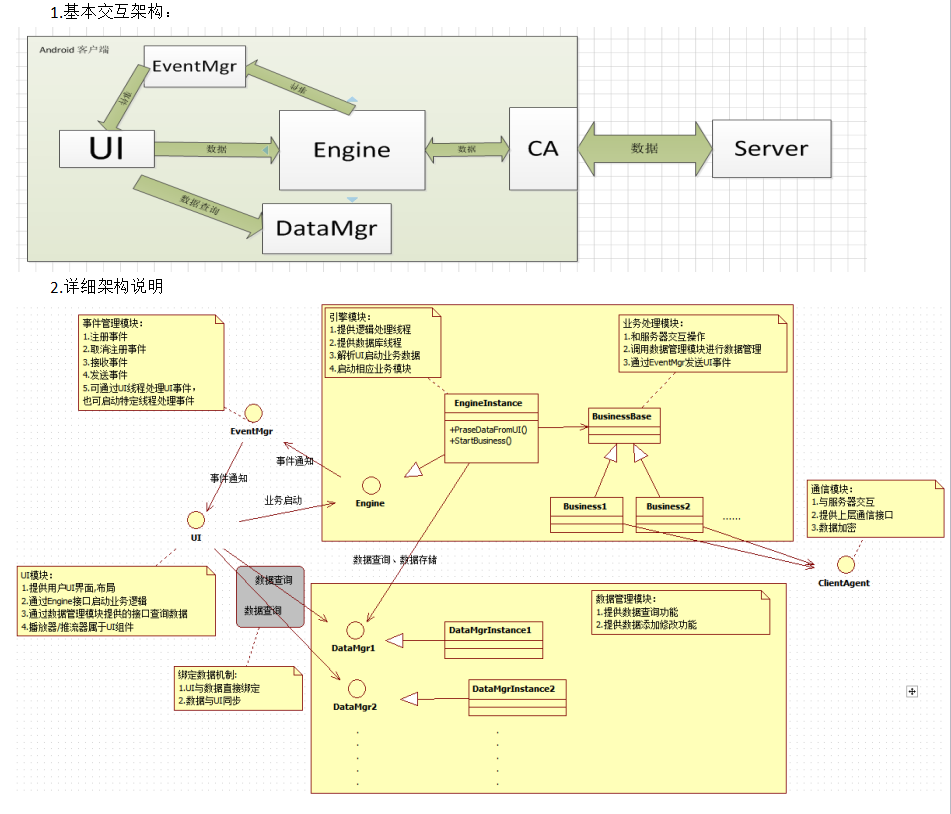 1.基本交互架构：
Android 客户端
EventMgr
事件
事件
UI
数据
Engine
数据
CA
数据
Server
数据查询
DataMgr
2.详细架构说明
事件管理模块：
1.注册事件
2.取消注册事件
3.接收事件
4.发送事件
5.可通过UI线程处理UI事件，
也可启动特定线程处理事件
引擎模块：
1.提供逻辑处理线程
2.提供数据库线程
3.解析UI启动业务数据
4.启动相应业务模块
业务处理模块：
1.和服务器交互操作
2.调用数据管理模块进行数据管理
3.通过EventMgr发送UI事件
EngineInstance
+PraseDataFromUI()
+StartBusiness()
BusinessBase
EventMgr
事件通知
事件通知
Engine
业务启动
Business1
Business2
......
通信模块：
1.与服务器交互
2.提供上层通信接口
3.数据加密
UI
ClientAgent
数据查询、数据存储
UI模块：
1.提供用户UI界面,布局
2.通过Engine接口启动业务逻辑
3.通过数据管理模块提供的接口查询数据
4.播放器/推流器属于UI组件
数据查询
数据查询
数据管理模块：
1.提供数据查询功能
2.提供数据添加修改功能
DataMgr1
DataMgrInstance1
绑定数据机制：
1.UI与数据直接绑定
2.数据与UI同步
DataMgr2
DataMgrInstance2